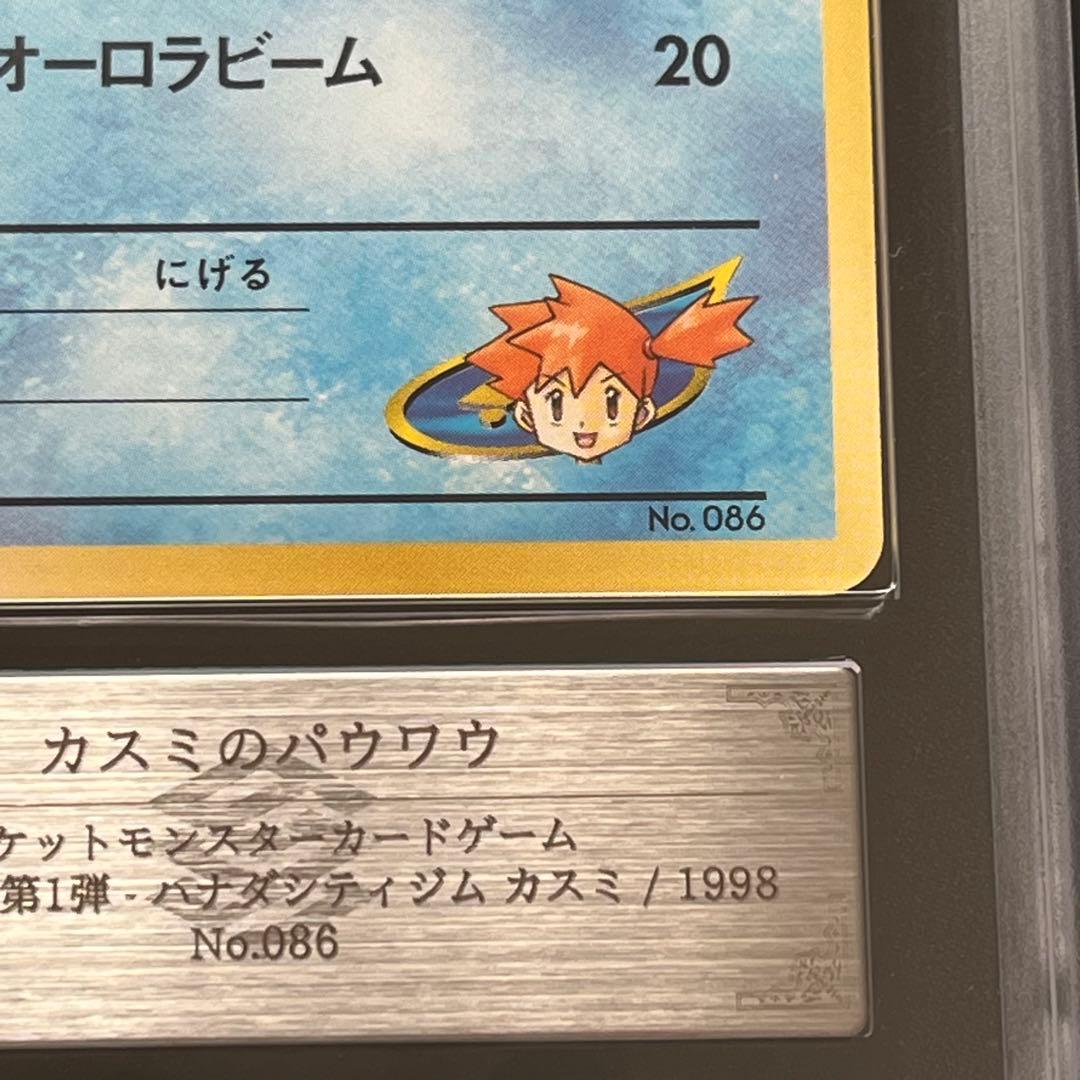 オーロラビーム 20
にげる
No. 086
カスミのパウワウ
ケットモンスターカードゲーム
第1弾 - ハナダシティジム カスミ / 1998
No.086